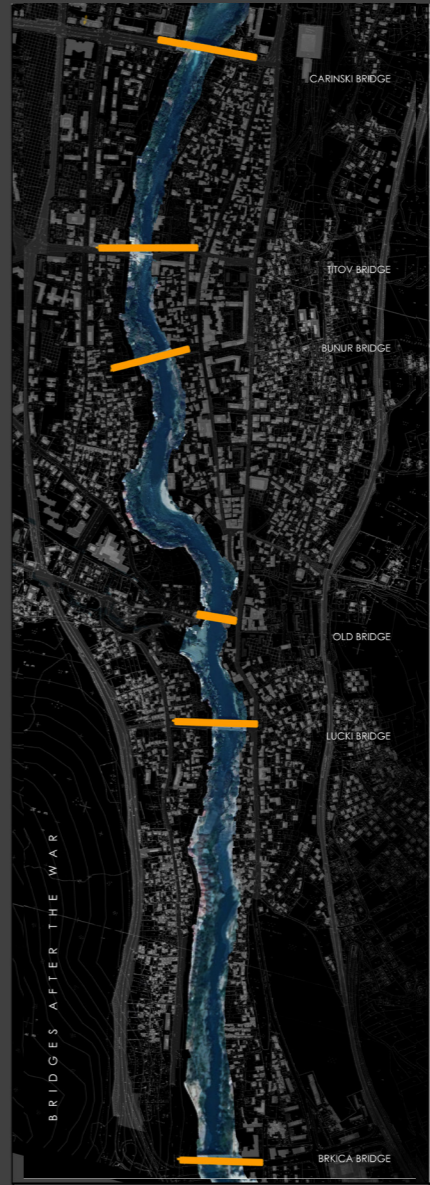 CARINSKI BRIDGE
TITOV BRIDGE
BUNUR BRIDGE
OLD BRIDGE
LUCKI BRIDGE
BRIDGES AFTER THE WAR
BRKICA BRIDGE